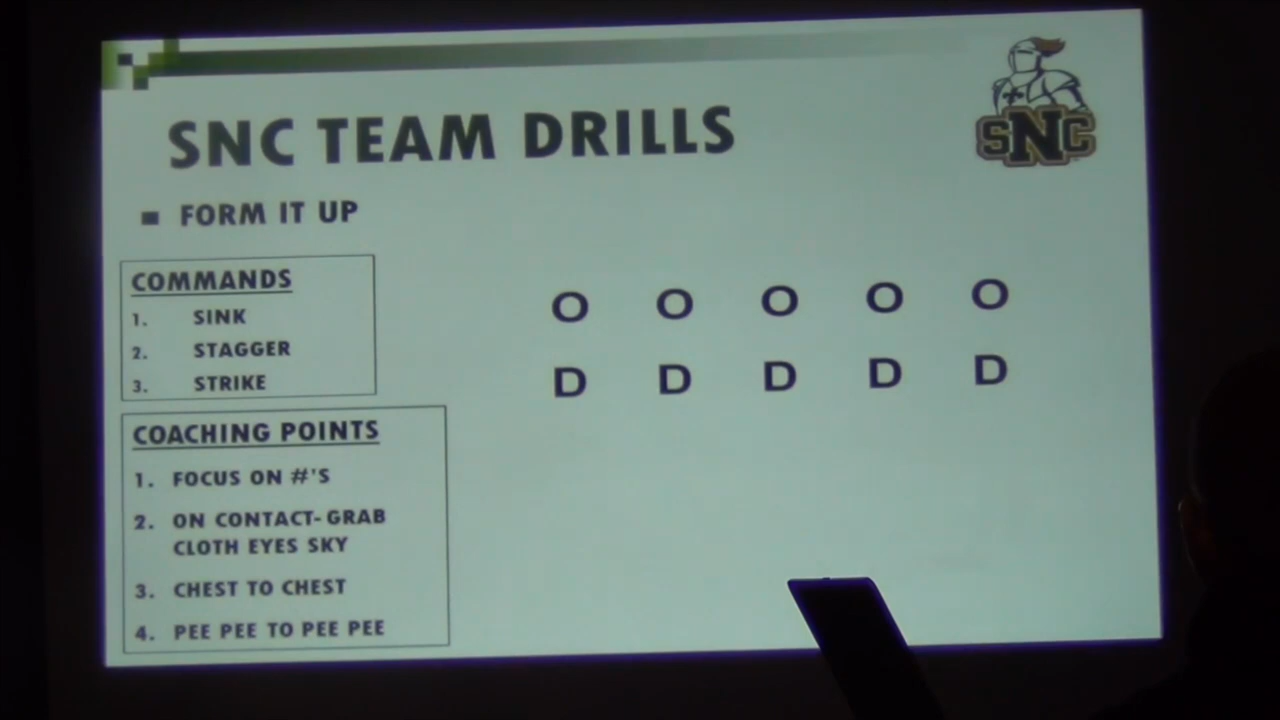 SNC TEAM DRILLS
SNC
■ FORM IT UP
COMMANDS
1. SINK
2. STAGGER
3. STRIKE
O O O O O
D D D D D
COACHING POINTS
1. FOCUS ON #'S
2. ON CONTACT-GRAB
CLOTH EYES SKY
3. CHEST TO CHEST
4. PEE PEE TO PEE PEE